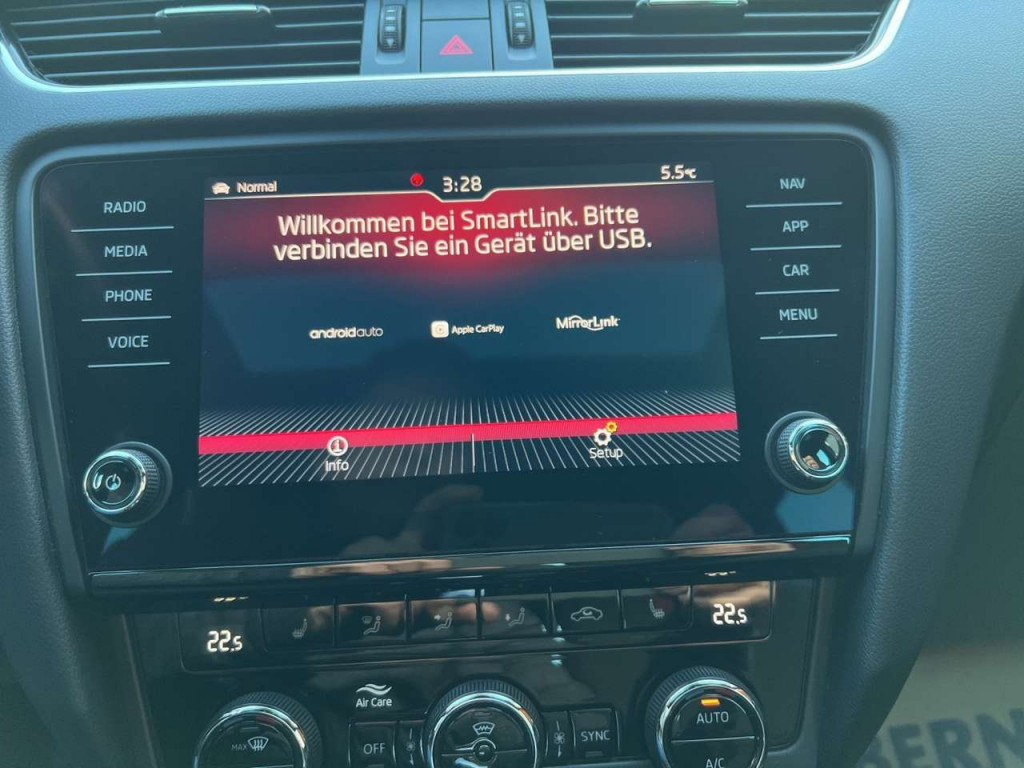 Normal
3:28
5.5°C
RADIO
MEDIA
PHONE
VOICE
NAV
APP
CAR
MENU
Willkommen bei SmartLink. Bitte
verbinden Sie ein Gerät über USB.
androidauto
Apple CarPlay
MirrorLink
Info
Setup
22.5
22.5
Air Care
MAX
OFF
SYNC
AUTO
A/C
BERN